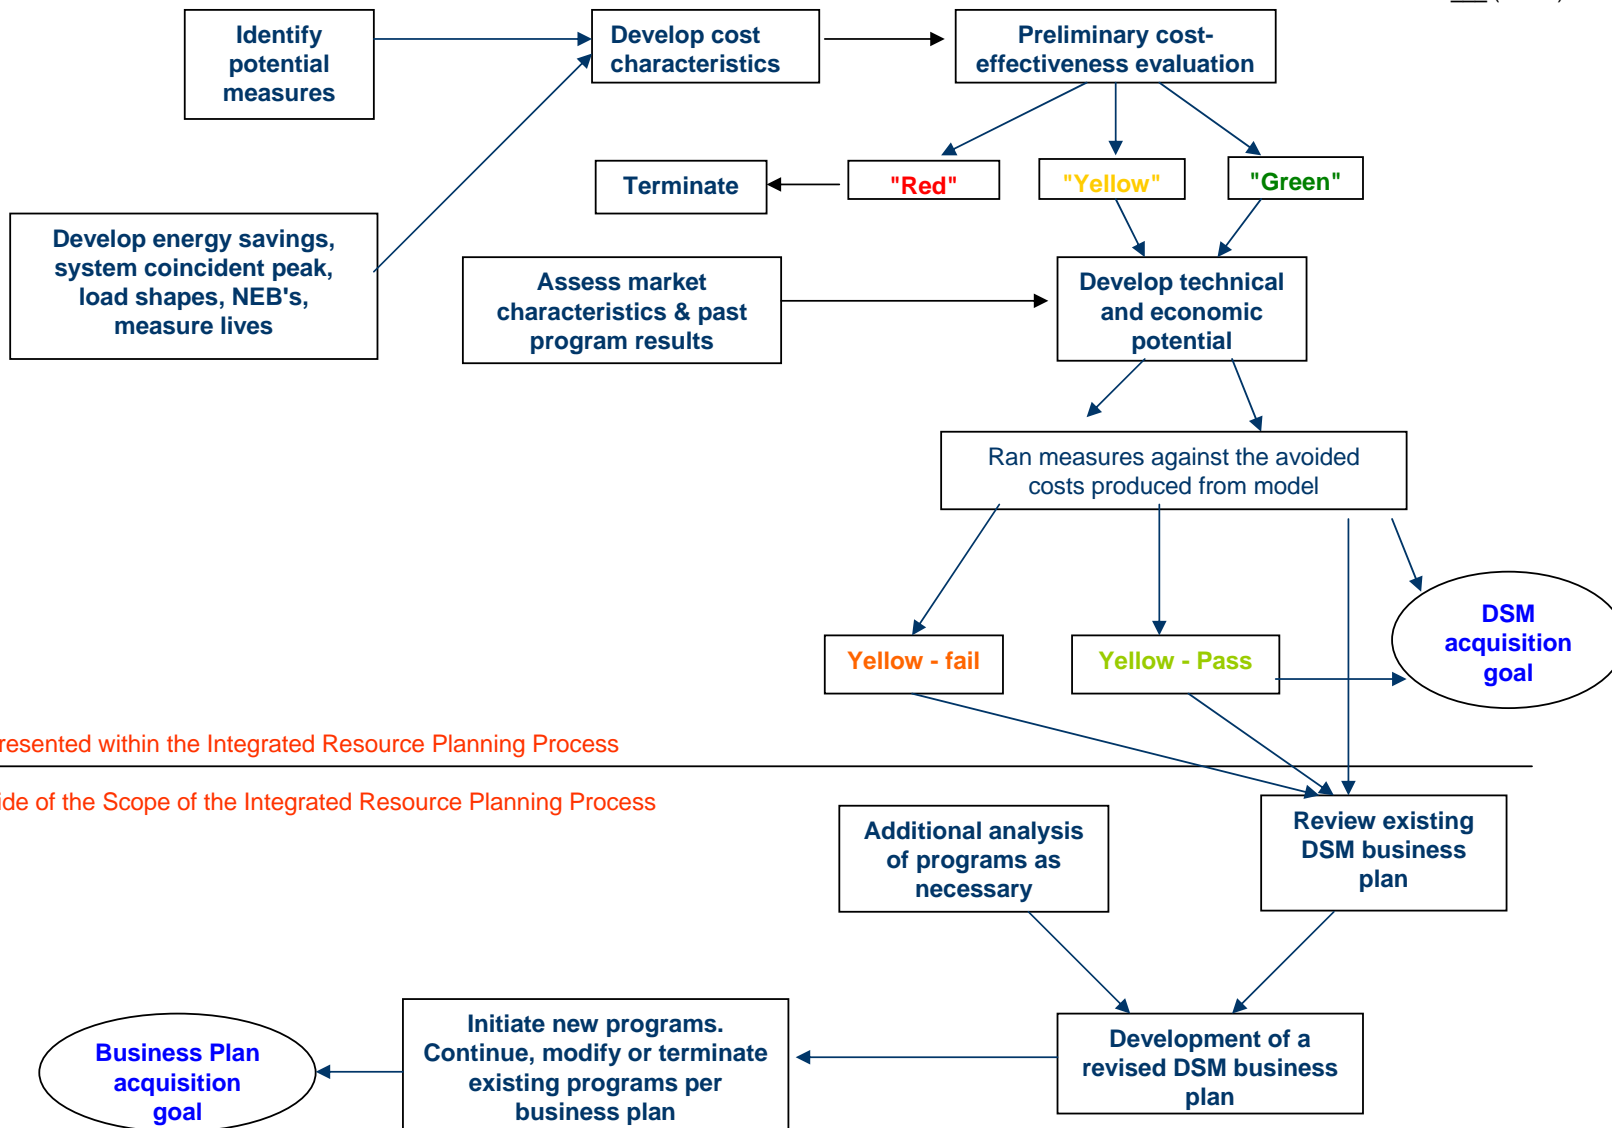 Identify
potential
measures
Develop cost
characteristics
Preliminary cost-
effectiveness evaluation
Terminate
"Red"
"Yellow"
"Green"
Develop energy savings,
system coincident peak,
load shapes, NEB's,
measure lives
Assess market
characteristics & past
program results
Develop technical
and economic
potential
Ran measures against the avoided
costs produced from model
DSM
acquisition
goal
Yellow - fail
Yellow - Pass
resented within the Integrated Resource Planning Process
ide of the Scope of the Integrated Resource Planning Process
Additional analysis
of programs as
necessary
Review existing
DSM business
plan
Business Plan
acquisition
goal
Initiate new programs.
Continue, modify or terminate
existing programs per
business plan
Development of a
revised DSM business
plan